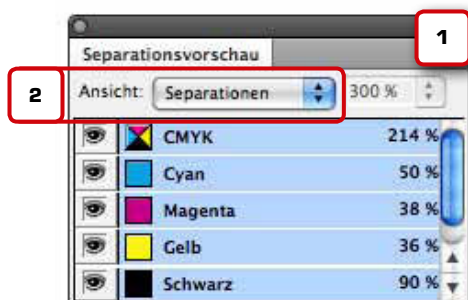 1
Separationsvorschau
2
Ansicht: Separationen 300 %
CMYK 214 %
Cyan 50 %
Magenta 38 %
Gelb 36 %
Schwarz 90 %